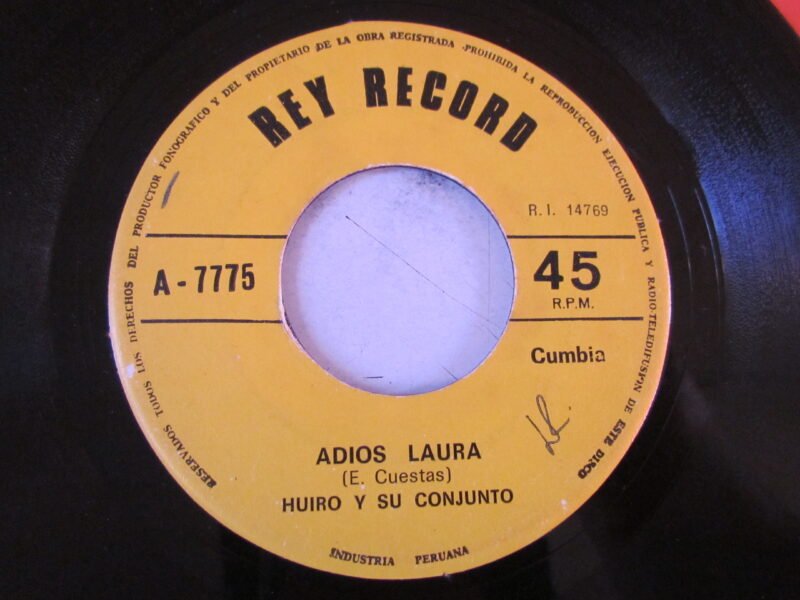 RESERVADOS TODOS LOS DERECHOS DEL PRODUCTOR FONOGRAFICO Y DEL PROPIETARIO DE LA OBRA REGISTRADA - PROHIBIDA LA REPRODUCCION EJECUCION PUBLICA Y RADIO-TELEDIFUSION DE ESTE DISCO
REY RECORD
R.I. 14769
A-7775
45
R.P.M.
Cumbia
ADIOS LAURA
(E. Cuestas)
HUIRO Y SU CONJUNTO
INDUSTRIA PERUANA